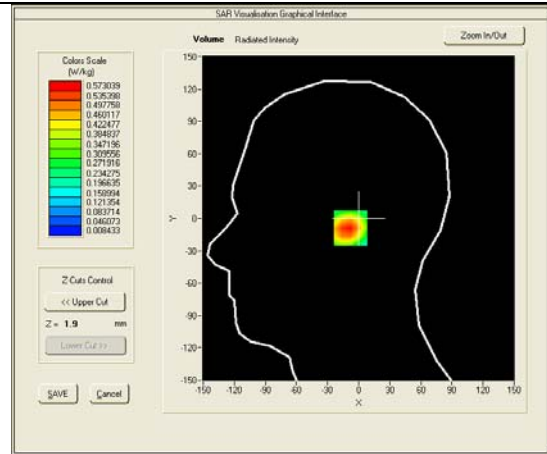 SAR Visualisation Graphical Interface
Volume Radiated Intensity
Zoom In/Out
Colors Scale
(W/kg)
0.573039
0.535398
0.497758
0.460117
0.422477
0.384837
0.347196
0.309556
0.271916
0.234275
0.196635
0.158994
0.121354
0.083714
0.046073
0.008433
Z Cuts Control
<< Upper Cut
Z = 1.9 mm
Lower Cut >>
SAVE Cancel
150
120
90
60
30
0
-30
-60
-90
-120
-150
Y
-150 -120 -90 -60 -30 0 30 60 90 120 150
X